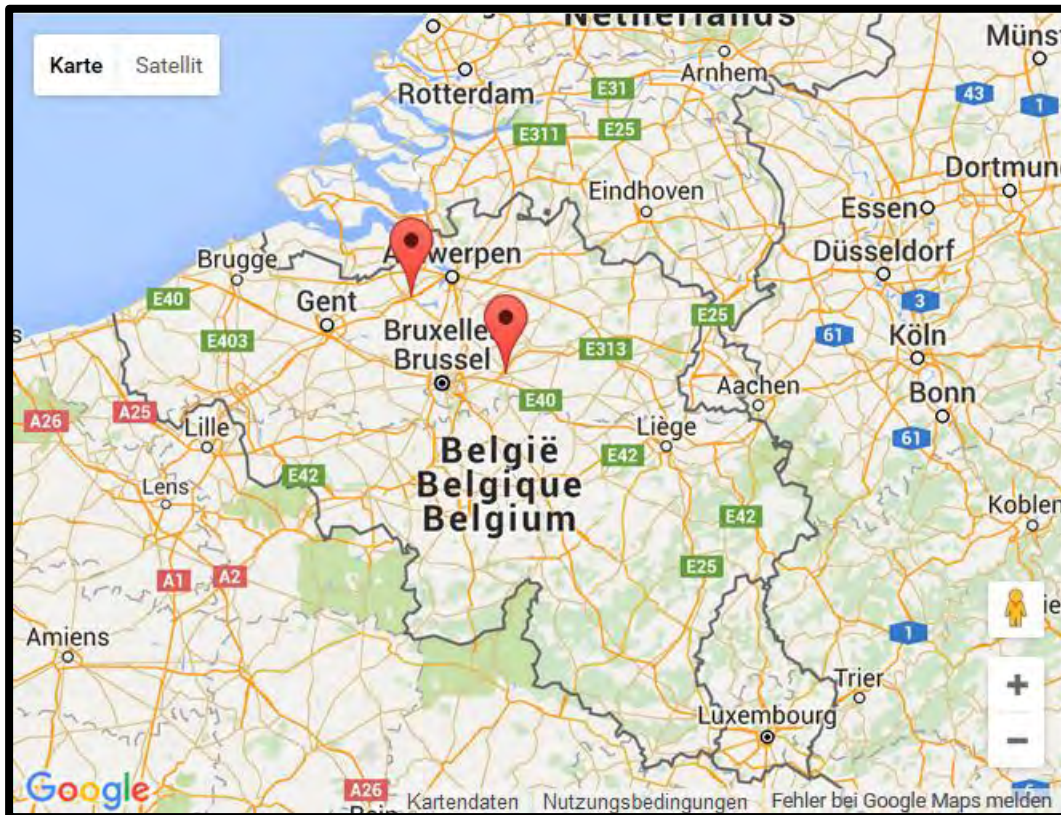 Netherlands
Karte Satellit
Arnhem
Rotterdam
E31
43
1
E311
E25
Dortmund
Eindhoven
Essen
Düsseldorf
Brugge
Antwerpen
E40
Gent
3
E25
E403
Bruxelle
Brussel
E313
61
Köln
Aachen
E40
Bonn
A26
A25
Lille
Liège
61
België
Belgique
Belgium
E42
E42
Lens
Koblen
E42
E25
A1
A2
Amiens
1
Trier
+
Luxembourg
−
Google
A26
Kartendaten Nutzungsbedingungen Fehler bei Google Maps melden